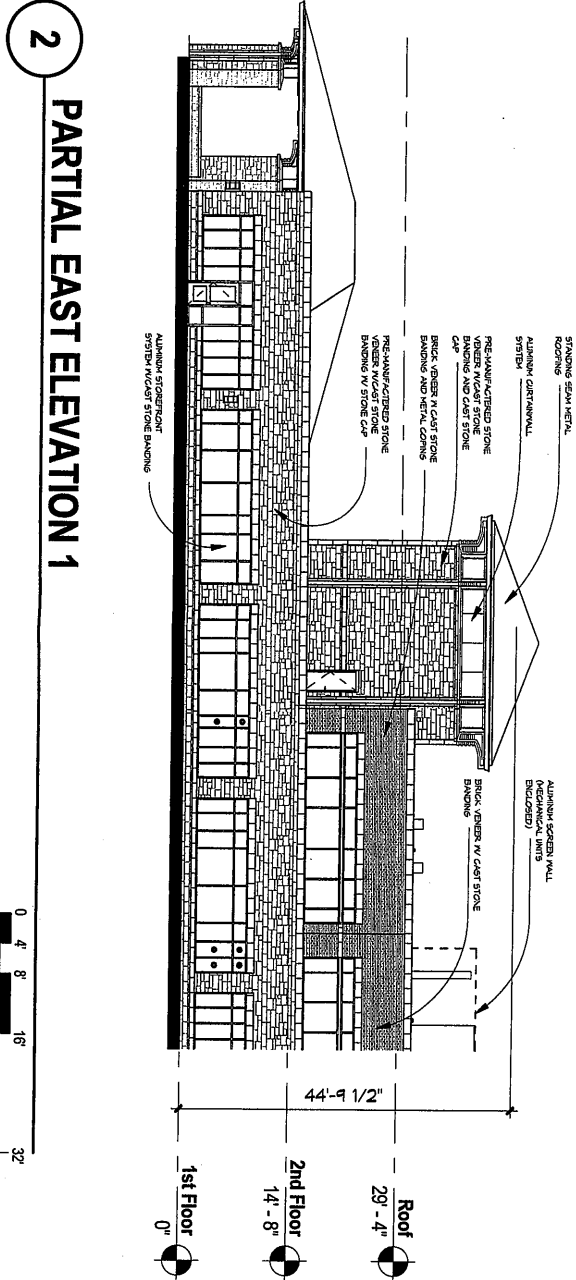 STANDING SEAM METAL
ROOFING
ALUMINUM CURTAINWALL
SYSTEM
PRE-MANUFACTERED STONE
VENEER W/CAST STONE
BANDING AND CAST STONE
CAP
BRICK VENEER W CAST STONE
BANDING AND METAL COPING
PRE-MANUFACTERED STONE
VENEER W/CAST STONE
BANDING W/ STONE CAP
ALUMINUM STOREFRONT
SYSTEM W/CAST STONE BANDING
ALUMINUM SCREEN WALL
(MECHANICAL UNITS
ENCLOSED)
BRICK VENEER W/ CAST STONE
BANDING
44'-9 1/2"
Roof
29' - 4"
2nd Floor
14' - 8"
1st Floor
0"
2
PARTIAL EAST ELEVATION 1
0 4' 8' 16' 32'